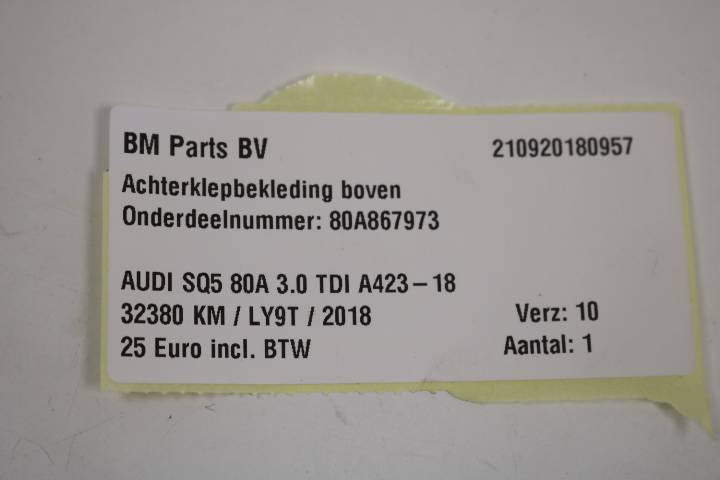 BM Parts BV 210920180957
Achterklepbekleding boven
Onderdeelnummer: 80A867973
AUDI SQ5 80A 3.0 TDI A423-18
32380 KM / LY9T / 2018 Verz: 10
25 Euro incl. BTW Aantal: 1